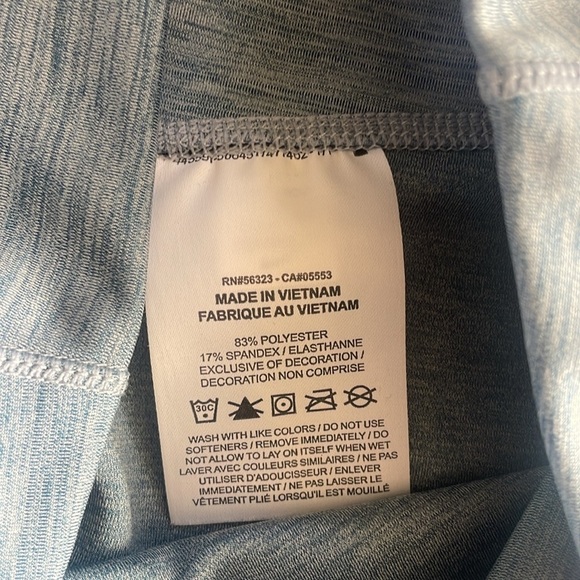 RN#56323 - CA#05553
MADE IN VIETNAM
FABRIQUE AU VIETNAM
83% POLYESTER
17% SPANDEX / ELASTHANNE
EXCLUSIVE OF DECORATION /
DECORATION NON COMPRISE
30C
WASH WITH LIKE COLORS / DO NOT USE
SOFTENERS / REMOVE IMMEDIATELY / DO
NOT ALLOW TO LAY ON ITSELF WHEN WET
LAVER AVEC COULEURS SIMILAIRES / NE PAS
UTILISER D'ADOUCISSEUR / ENLEVER
IMMEDIATEMENT / NE PAS LAISSER LE
VÊTEMENT PLIÉ LORSQU'IL EST MOUILLÉ